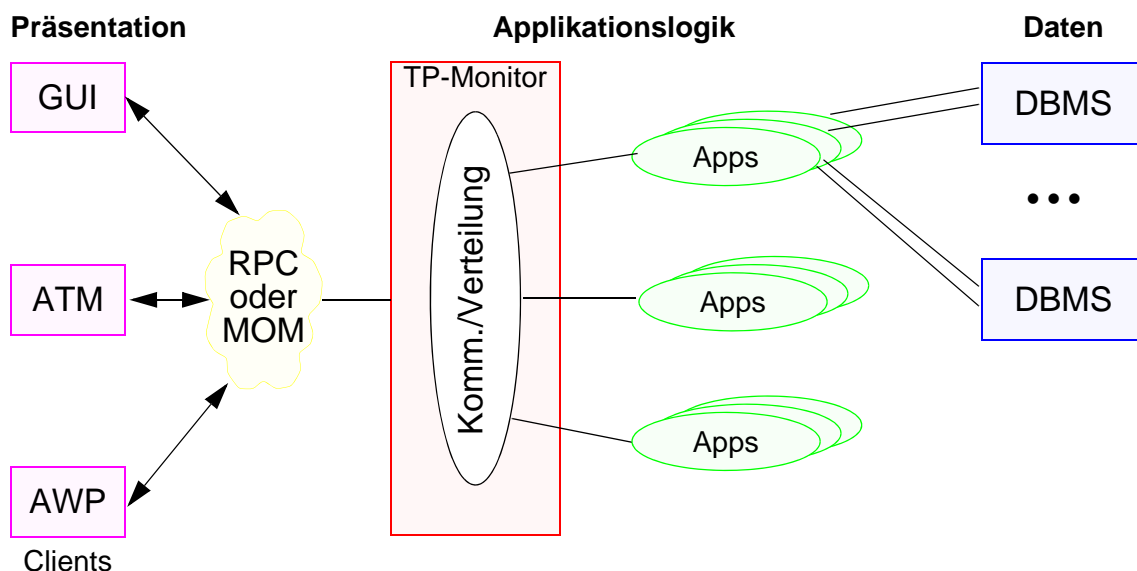 Präsentation
Applikationslogik
Daten
GUI
TP-Monitor
Apps
DBMS
• • •
ATM
RPC
oder
MOM
Komm./Verteilung
Apps
DBMS
Apps
AWP
Clients